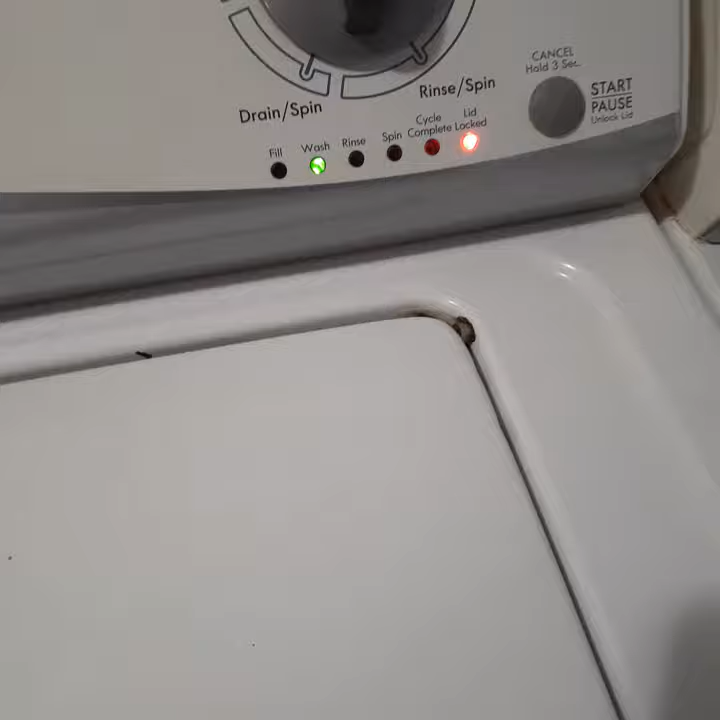 CANCEL
Hold 3 Sec.
START
PAUSE
Unlock Lid
Drain/Spin
Rinse/Spin
Fill
Wash
Rinse
Spin
Cycle
Complete
Lid
Locked